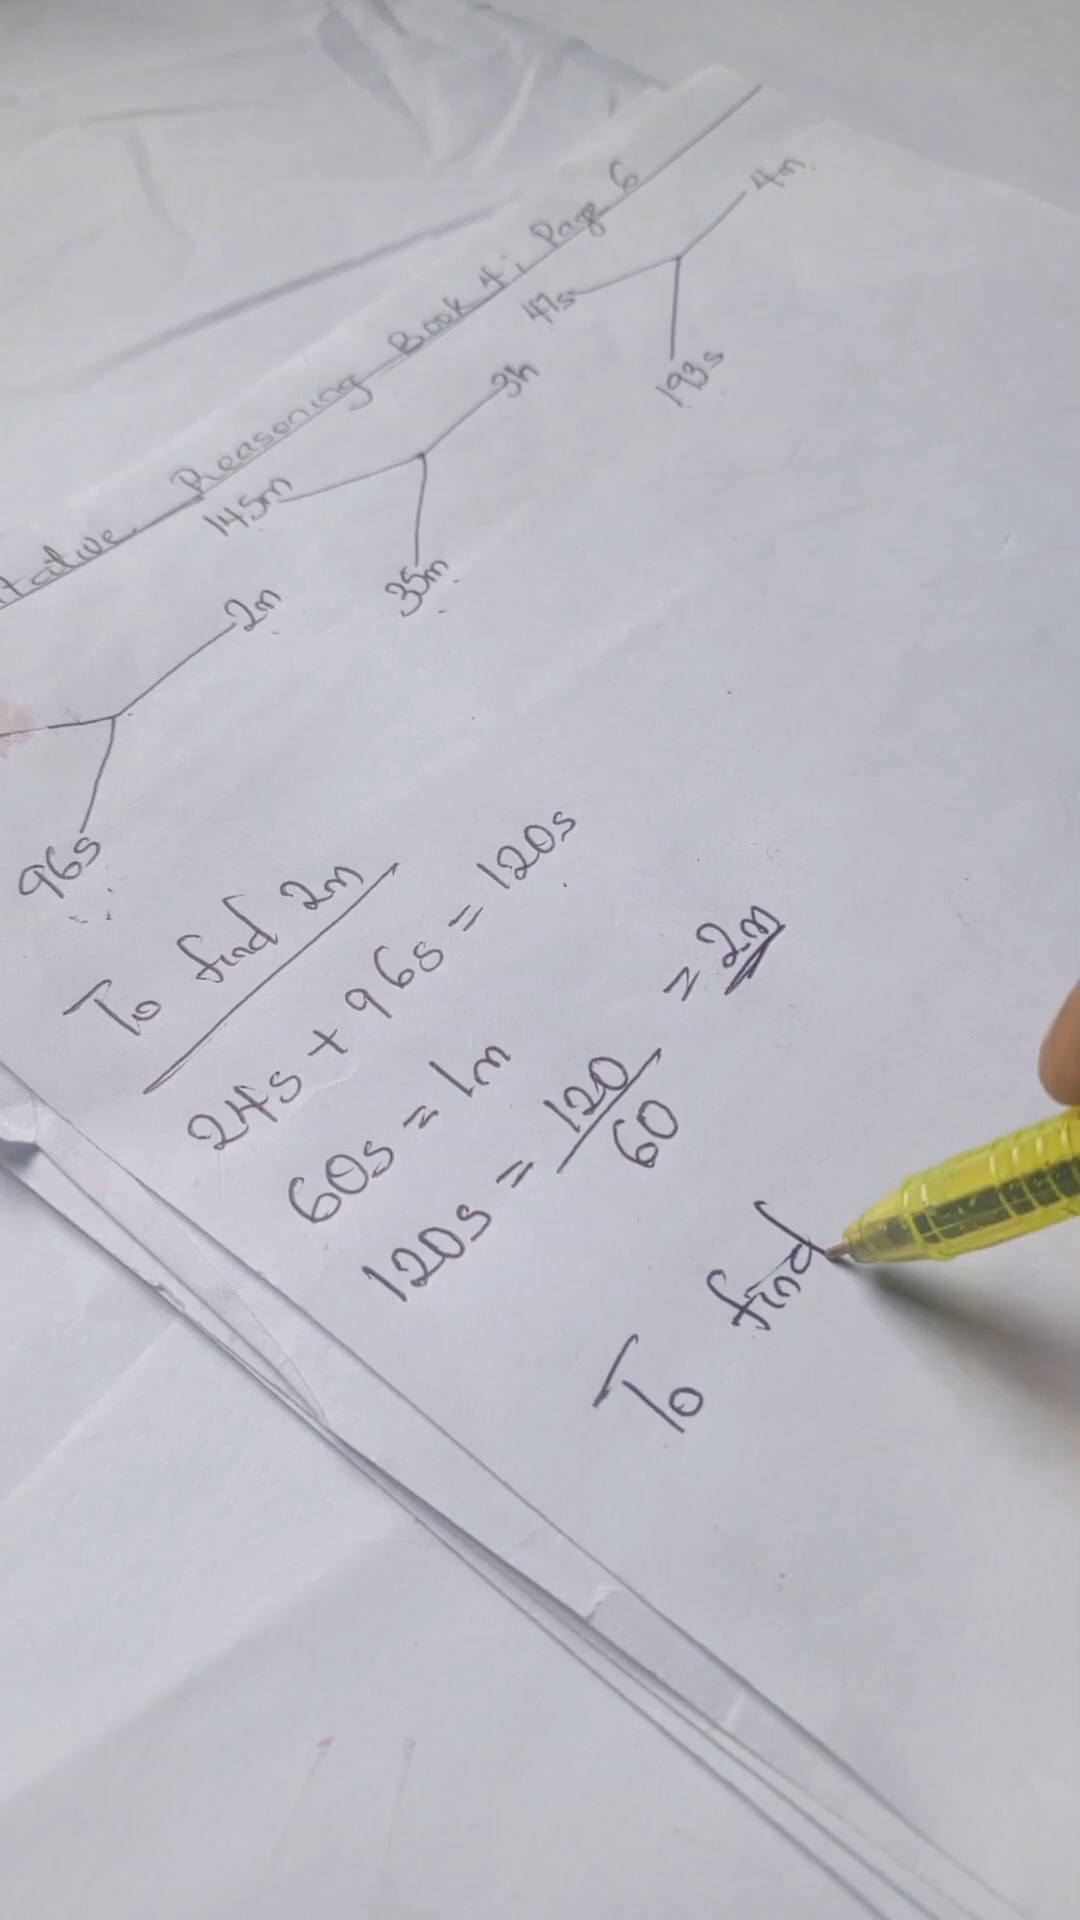 Reasoning Book 4; Page 6
4m
47s
193s
3h
145m
35m
2m
96s
To find 2m
24s + 96s = 120s
60s = 1m
120s = 120/60 = 2m
To find